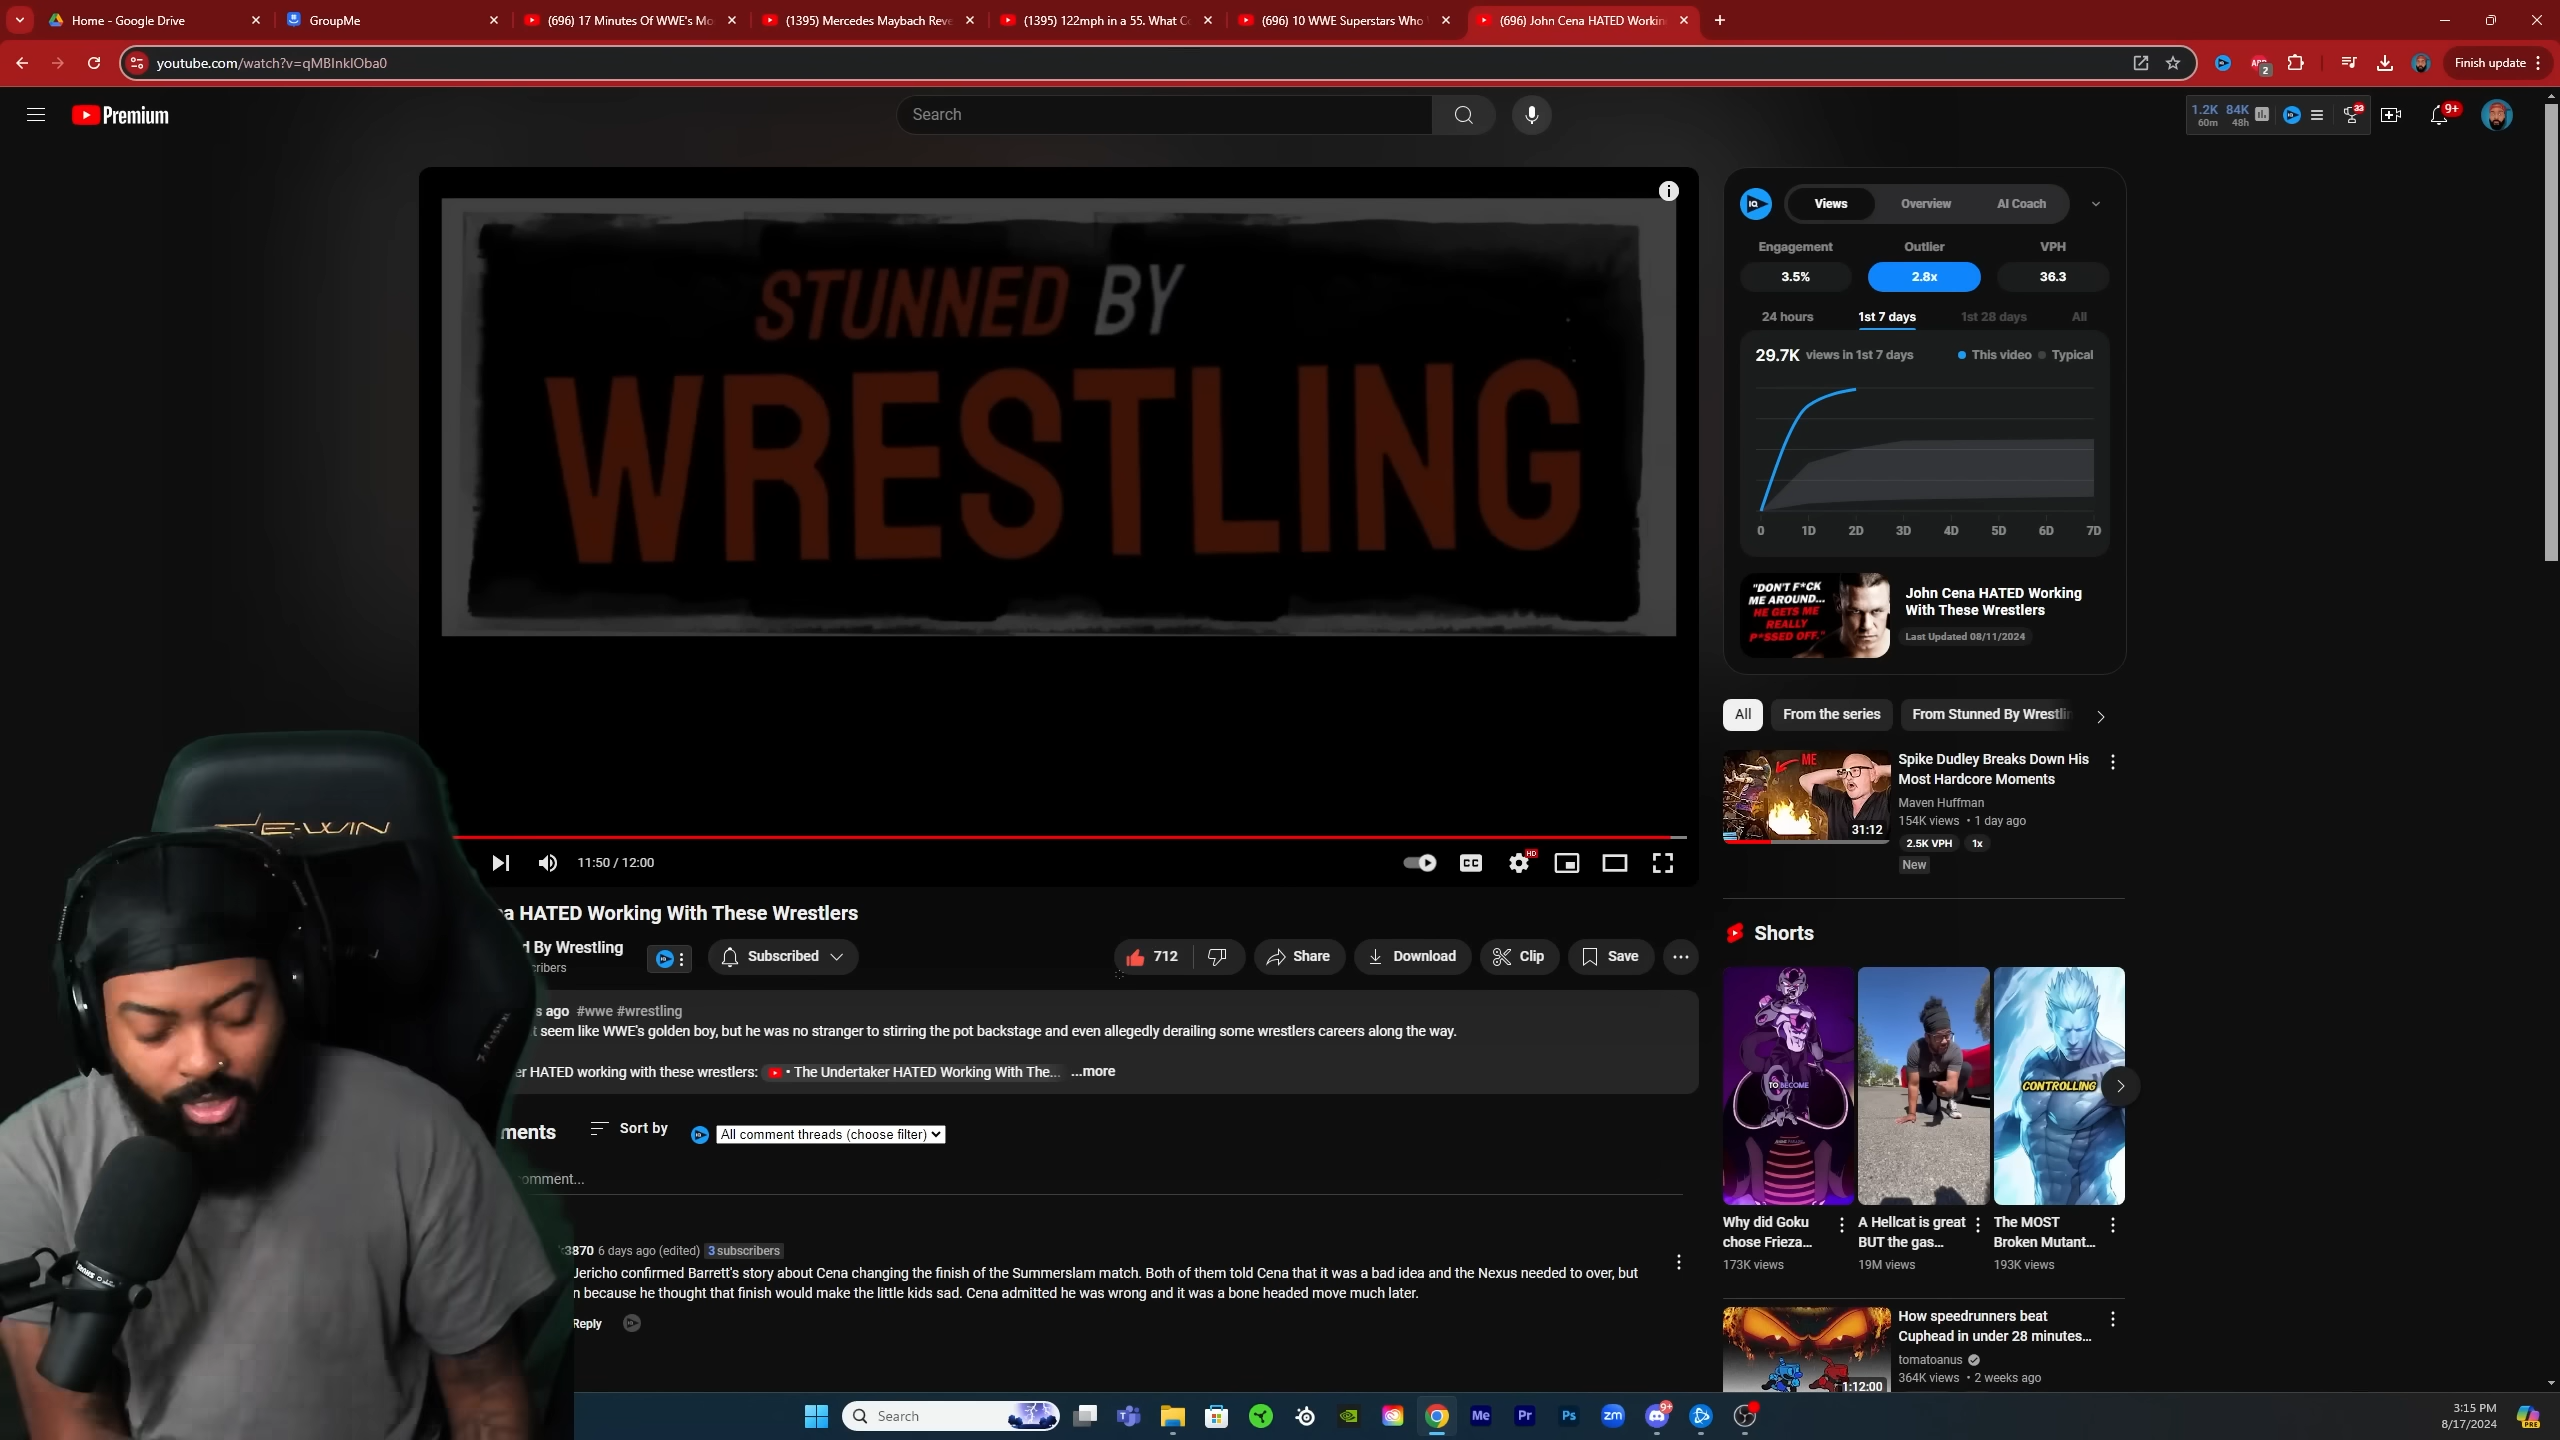 Home - Google Drive
GroupMe
(696) 17 Minutes Of WWE's Mo
(1395) Mercedes Maybach Reve
(1395) 122mph in a 55. What C
(696) 10 WWE Superstars Who
(696) John Cena HATED Workin
youtube.com/watch?v=qMBInklOba0
2
Finish update
Premium
Search
1.2K 84K
60m 48h
33
9+
STUNNED BY
WRESTLING
IQ
Views Overview AI Coach
Engagement Outlier VPH
3.5% 2.8x 36.3
24 hours 1st 7 days 1st 28 days All
29.7K views in 1st 7 days This video Typical
0 1D 2D 3D 4D 5D 6D 7D
"DON'T F*CK
ME AROUND...
HE GETS ME
REALLY
P*SSED OFF."
John Cena HATED Working
With These Wrestlers
Last Updated 08/11/2024
All From the series From Stunned By Wrestlin
ME
31:12
Spike Dudley Breaks Down His
Most Hardcore Moments
Maven Huffman
154K views • 1 day ago
2.5K VPH 1x
New
11:50 / 12:00
CC
HD
a HATED Working With These Wrestlers
d By Wrestling
cribers
Subscribed
712
Share
Download
Clip
Save
s ago #wwe #wrestling
t seem like WWE's golden boy, but he was no stranger to stirring the pot backstage and even allegedly derailing some wrestlers careers along the way.
er HATED working with these wrestlers: • The Undertaker HATED Working With The... ...more
ments
Sort by
All comment threads (choose filter)
omment...
3870 6 days ago (edited) 3 subscribers
Jericho confirmed Barrett's story about Cena changing the finish of the Summerslam match. Both of them told Cena that it was a bad idea and the Nexus needed to over, but
n because he thought that finish would make the little kids sad. Cena admitted he was wrong and it was a bone headed move much later.
Reply
Shorts
TO BECOME
CONTROLLING
Why did Goku
chose Frieza...
173K views
A Hellcat is great
BUT the gas...
19M views
The MOST
Broken Mutant...
193K views
1:12:00
How speedrunners beat
Cuphead in under 28 minutes...
tomatoanus
364K views • 2 weeks ago
Search
Me
Pr
Ps
zm
9+
3:15 PM
8/17/2024
PRE